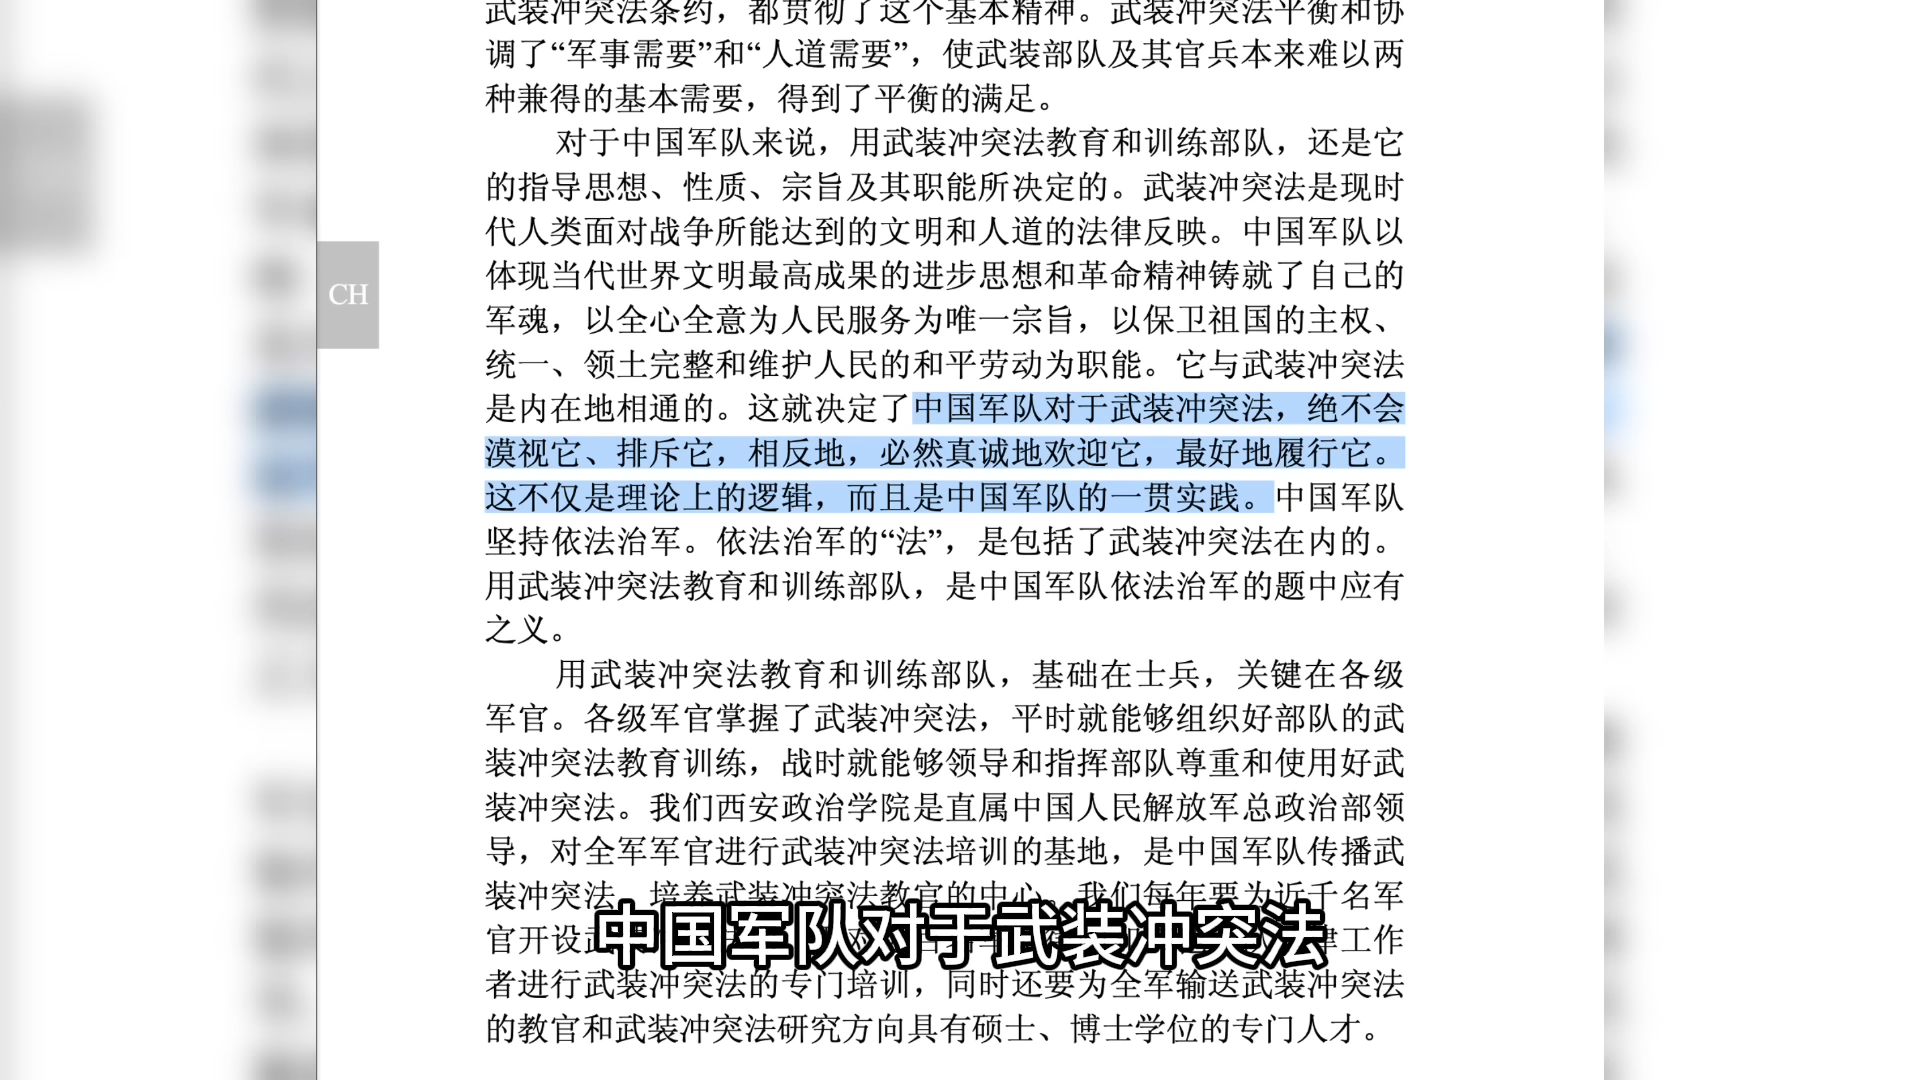 武装冲突法条约，都贯彻了这个基本精神。武装冲突法平衡和协
调了“军事需要”和“人道需要”，使武装部队及其官兵本来难以两
种兼得的基本需要，得到了平衡的满足。
对于中国军队来说，用武装冲突法教育和训练部队，还是它
的指导思想、性质、宗旨及其职能所决定的。武装冲突法是现时
代人类面对战争所能达到的文明和人道的法律反映。中国军队以
体现当代世界文明最高成果的进步思想和革命精神铸就了自己的
CH
军魂，以全心全意为人民服务为唯一宗旨，以保卫祖国的主权、
统一、领土完整和维护人民的和平劳动为职能。它与武装冲突法
是内在地相通的。这就决定了中国军队对于武装冲突法，绝不会
漠视它、排斥它，相反地，必然真诚地欢迎它，最好地履行它。
这不仅是理论上的逻辑，而且是中国军队的一贯实践。中国军队
坚持依法治军。依法治军的“法”，是包括了武装冲突法在内的。
用武装冲突法教育和训练部队，是中国军队依法治军的题中应有
之义。
用武装冲突法教育和训练部队，基础在士兵，关键在各级
军官。各级军官掌握了武装冲突法，平时就能够组织好部队的武
装冲突法教育训练，战时就能够领导和指挥部队尊重和使用好武
装冲突法。我们西安政治学院是直属中国人民解放军总政治部领
导，对全军军官进行武装冲突法培训的基地，是中国军队传播武
装冲突法、培养武装冲突法教官的中心。我们每年要为近千名军
官开设武 律工作
中国军队对于武装冲突法
者进行武装冲突法的专门培训，同时还要为全军输送武装冲突法
的教官和武装冲突法研究方向具有硕士、博士学位的专门人才。